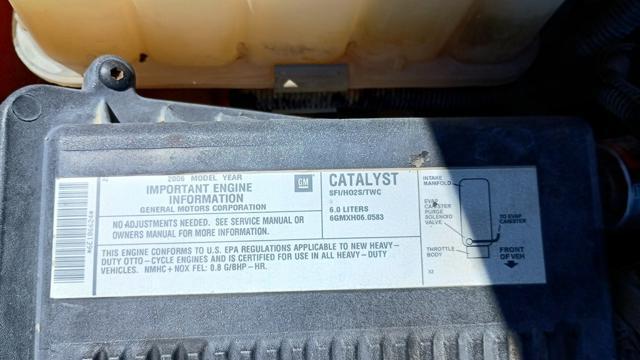 2006 MODEL YEAR
IMPORTANT ENGINE
INFORMATION
GENERAL MOTORS CORPORATION
GM
NO ADJUSTMENTS NEEDED. SEE SERVICE MANUAL OR
OWNERS MANUAL FOR MORE INFORMATION.
THIS ENGINE CONFORMS TO U.S. EPA REGULATIONS APPLICABLE TO NEW HEAVY-
DUTY OTTO-CYCLE ENGINES AND IS CERTIFIED FOR USE IN ALL HEAVY-DUTY
VEHICLES. NMHC+NOX FEL: 0.8 G/BHP-HR.
CATALYST
SFI/HO2S/TWC
6.0 LITERS
6GMXH06.0583
INTAKE
MANIFOLD
EVAP
CANISTER
PURGE
SOLENOID
VALVE
TO EVAP
CANISTER
THROTTLE
BODY
FRONT
OF VEH